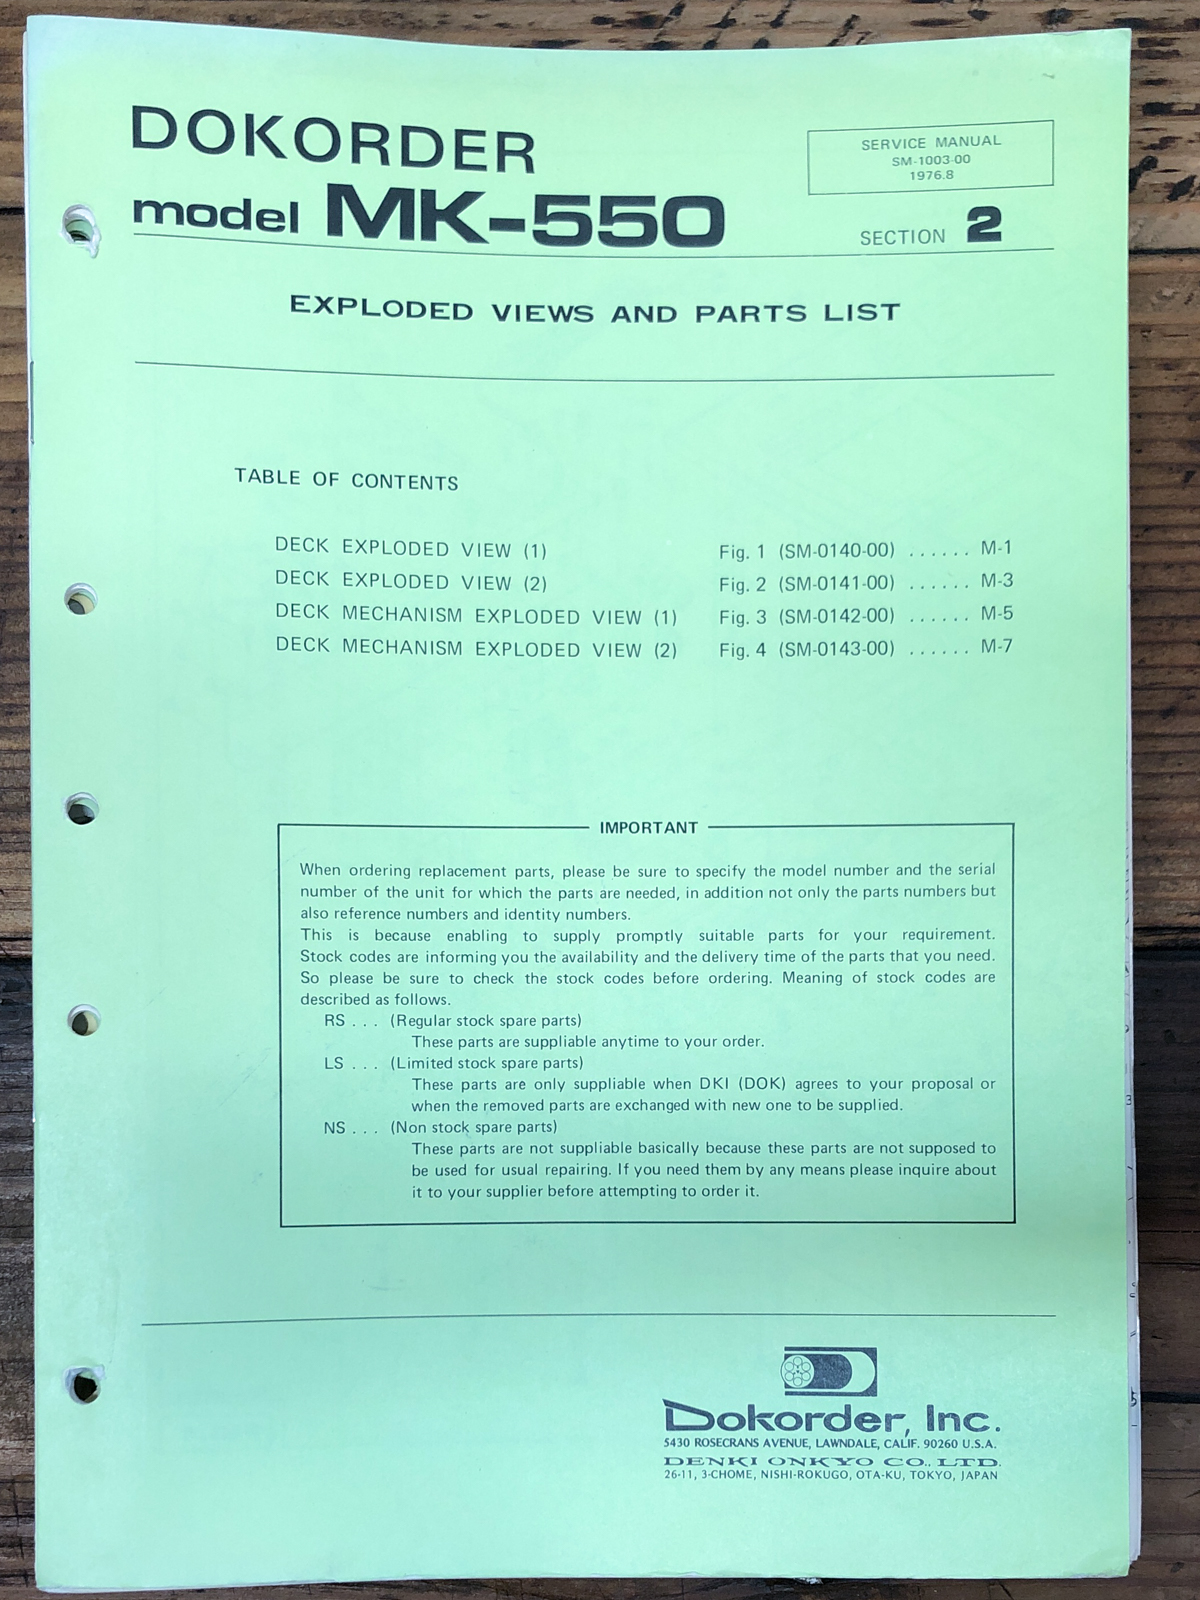 DOKORDER
model MK-550
SERVICE MANUAL
SM-1003-00
1976.8
SECTION 2
EXPLODED VIEWS AND PARTS LIST
TABLE OF CONTENTS
DECK EXPLODED VIEW (1) Fig. 1 (SM-0140-00) . . . . . . M-1
DECK EXPLODED VIEW (2) Fig. 2 (SM-0141-00) . . . . . . M-3
DECK MECHANISM EXPLODED VIEW (1) Fig. 3 (SM-0142-00) . . . . . . M-5
DECK MECHANISM EXPLODED VIEW (2) Fig. 4 (SM-0143-00) . . . . . . M-7
IMPORTANT
When ordering replacement parts, please be sure to specify the model number and the serial
number of the unit for which the parts are needed, in addition not only the parts numbers but
also reference numbers and identity numbers.
This is because enabling to supply promptly suitable parts for your requirement.
Stock codes are informing you the availability and the delivery time of the parts that you need.
So please be sure to check the stock codes before ordering. Meaning of stock codes are
described as follows.
RS . . . (Regular stock spare parts)
These parts are suppliable anytime to your order.
LS . . . (Limited stock spare parts)
These parts are only suppliable when DKI (DOK) agrees to your proposal or
when the removed parts are exchanged with new one to be supplied.
NS . . . (Non stock spare parts)
These parts are not suppliable basically because these parts are not supposed to
be used for usual repairing. If you need them by any means please inquire about
it to your supplier before attempting to order it.
Dokorder, Inc.
5430 ROSECRANS AVENUE, LAWNDALE, CALIF. 90260 U.S.A.
DENKI ONKYO CO., LTD.
26-11, 3-CHOME, NISHI-ROKUGO, OTA-KU, TOKYO, JAPAN